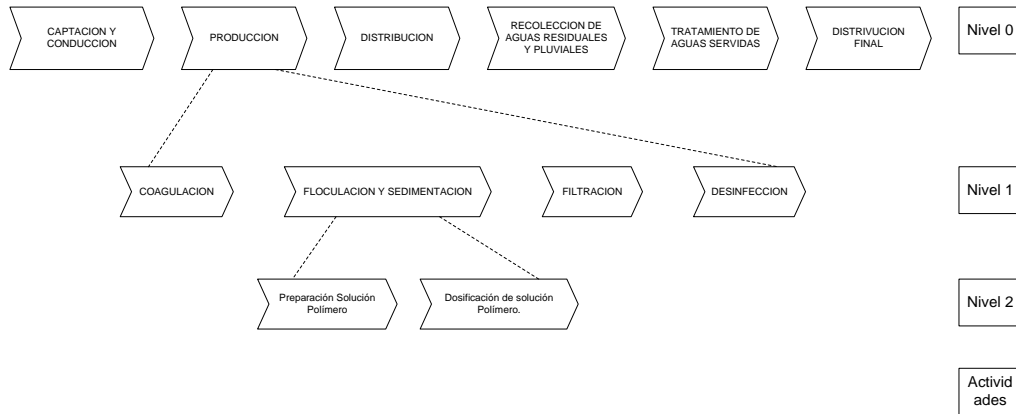 CAPTACION Y
CONDUCCION
PRODUCCION
DISTRIBUCION
RECOLECCION DE
AGUAS RESIDUALES
Y PLUVIALES
TRATAMIENTO DE
AGUAS SERVIDAS
DISTRIVUCION
FINAL
Nivel 0
COAGULACION
FLOCULACION Y SEDIMENTACION
FILTRACION
DESINFECCION
Nivel 1
Preparación Solución
Polímero
Dosificación de solución
Polímero.
Nivel 2
Activid
ades